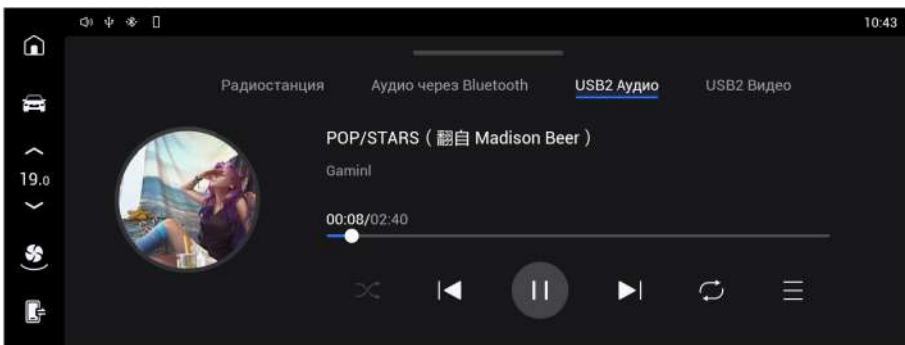 10:43
Радиостанция Аудио через Bluetooth USB2 Аудио USB2 Видео
POP/STARS（翻自 Madison Beer）
Gaminl
19.0
00:08/02:40